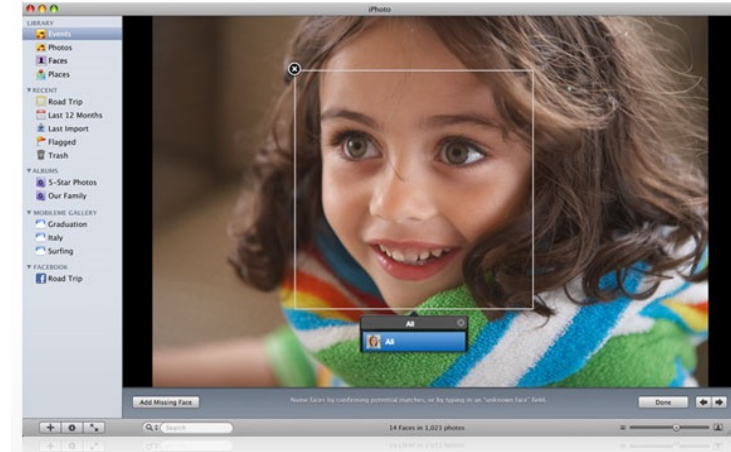 iPhoto
LIBRARY
Events
Photos
Faces
Places
RECENT
Road Trip
Last 12 Months
Last Import
Flagged
Trash
ALBUMS
5-Star Photos
Our Family
MOBILEME GALLERY
Graduation
Italy
Surfing
FACEBOOK
Road Trip
Ali
Ali
Add Missing Face
Name faces by confirming potential matches, or by typing in an "unknown face" field.
Done
Search
14 Faces in 1,021 photos